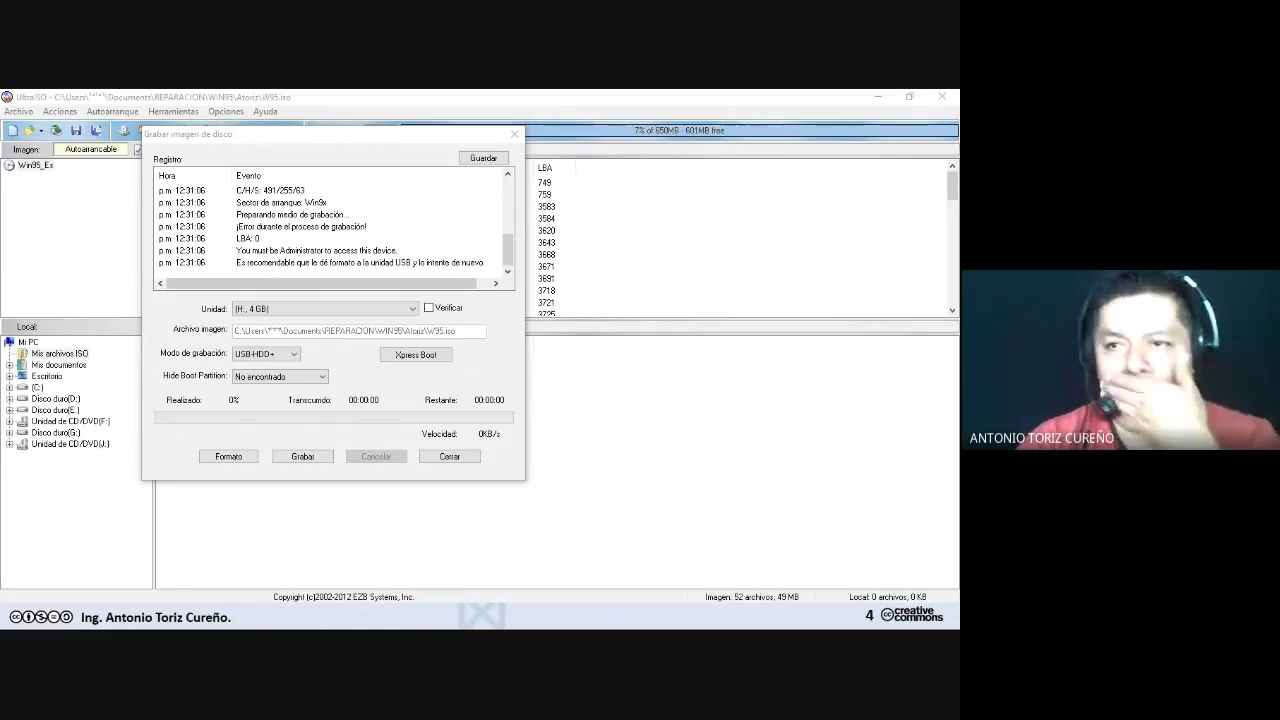 UltraISO - C:\Users\°*°*\Documents\REPARACION\WIN95\Atoriz\W95.iso
Archivo Acciones Autoarranque Herramientas Opciones Ayuda
7% of 650MB - 601MB free
Imagen: Autoarrancable
Win95_Es
Grabar imagen de disco
Registro: Guardar
Hora Evento
p.m. 12:31:06 C/H/S: 491/255/63
p.m. 12:31:06 Sector de arranque: Win9x
p.m. 12:31:06 Preparando medio de grabación...
p.m. 12:31:06 ¡Error durante el proceso de grabación!
p.m. 12:31:06 LBA: 0
p.m. 12:31:06 You must be Administrator to access this device.
p.m. 12:31:06 Es recomendable que le dé formato a la unidad USB y lo intente de nuevo.
Unidad: (H:, 4 GB) Verificar
Archivo imagen: C:\Users\°*°*\Documents\REPARACION\WIN95\Atoriz\W95.iso
Modo de grabación: USB-HDD+ Xpress Boot
Hide Boot Partition: No encontrado
Realizado: 0% Transcurrido: 00:00:00 Restante: 00:00:00
Velocidad: 0KB/s
Formato Grabar Cancelar Cerrar
LBA
749
759
3583
3584
3620
3643
3668
3671
3691
3718
3721
3725
Local:
Mi PC
Mis archivos ISO
Mis documentos
Escritorio
(C:)
Disco duro(D:)
Disco duro(E:)
Unidad de CD/DVD(F:)
Disco duro(G:)
Unidad de CD/DVD(J:)
Copyright (c)2002-2012 EZB Systems, Inc. Imagen: 52 archivos, 49 MB Local: 0 archivos, 0 KB
Ing. Antonio Toriz Cureño. 4 cc creative commons
ANTONIO TORIZ CUREÑO